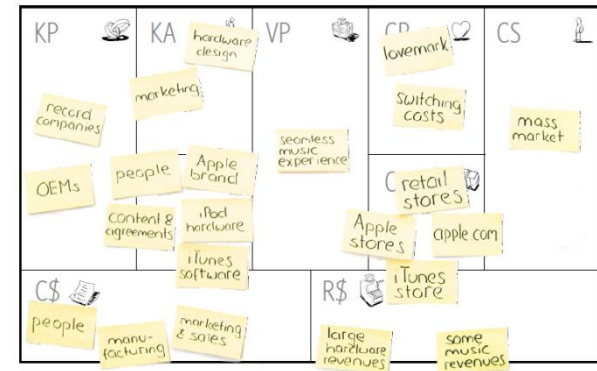 KP
KA
VP
CR
CS
hardware
design
lovemark
marketing
switching
costs
record
companies
mass
market
seamless
music
experience
people
Apple
brand
OEMs
C
retail
stores
content &
agreements
iPod
hardware
Apple
stores
apple.com
iTunes
software
iTunes
store
C$
R$
people
manu-
facturing
marketing
& sales
large
hardware
revenues
some
music
revenues